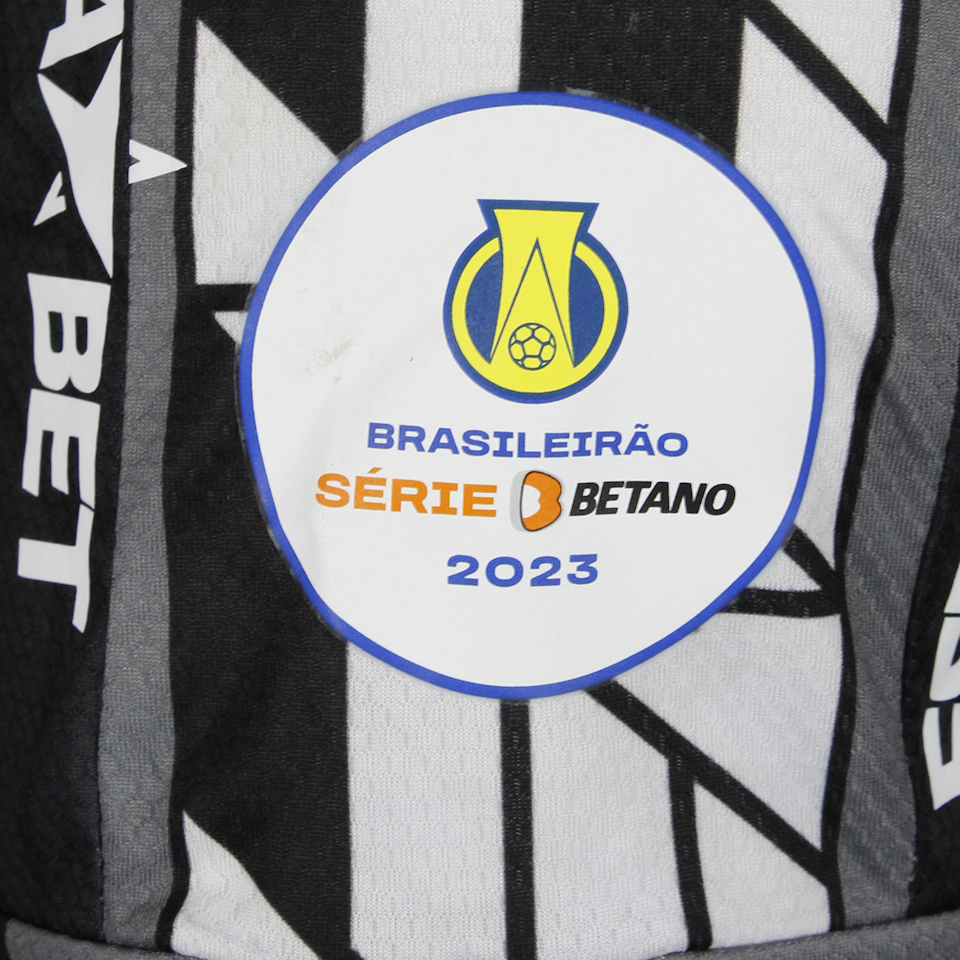 BET
BRASILEIRÃO
SÉRIE B BETANO
2023